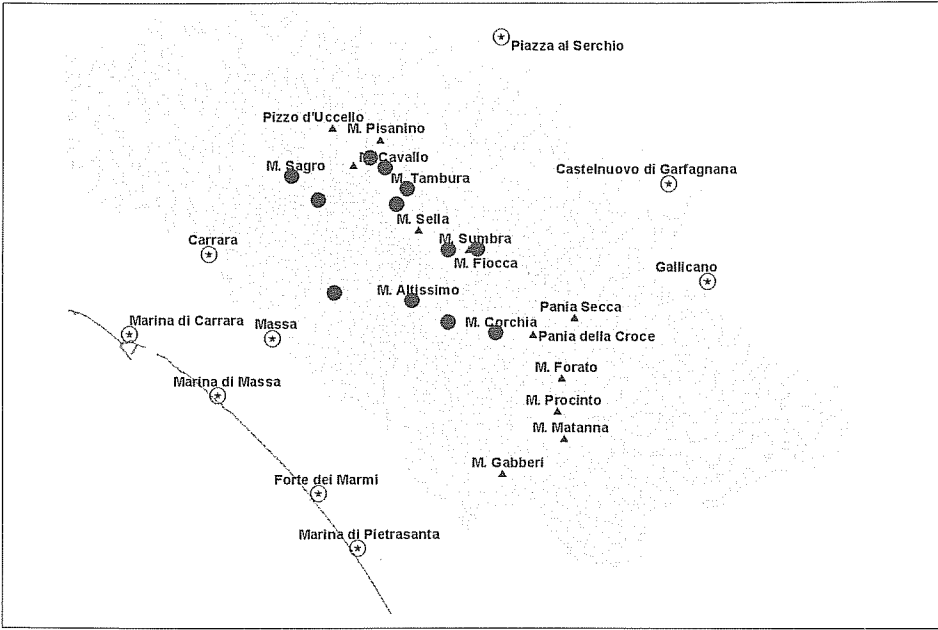 Piazza al Serchio
Pizzo d'Uccello
M. Pisanino
M. Cavallo
M. Sagro
M. Tambura
Castelnuovo di Garfagnana
M. Sella
Carrara
M. Sumbra
M. Fiocca
Gallicano
M. Altissimo
Pania Secca
Marina di Carrara
Massa
M. Corchia
Pania della Croce
M. Forato
Marina di Massa
M. Procinto
M. Matanna
M. Gabberi
Forte dei Marmi
Marina di Pietrasanta